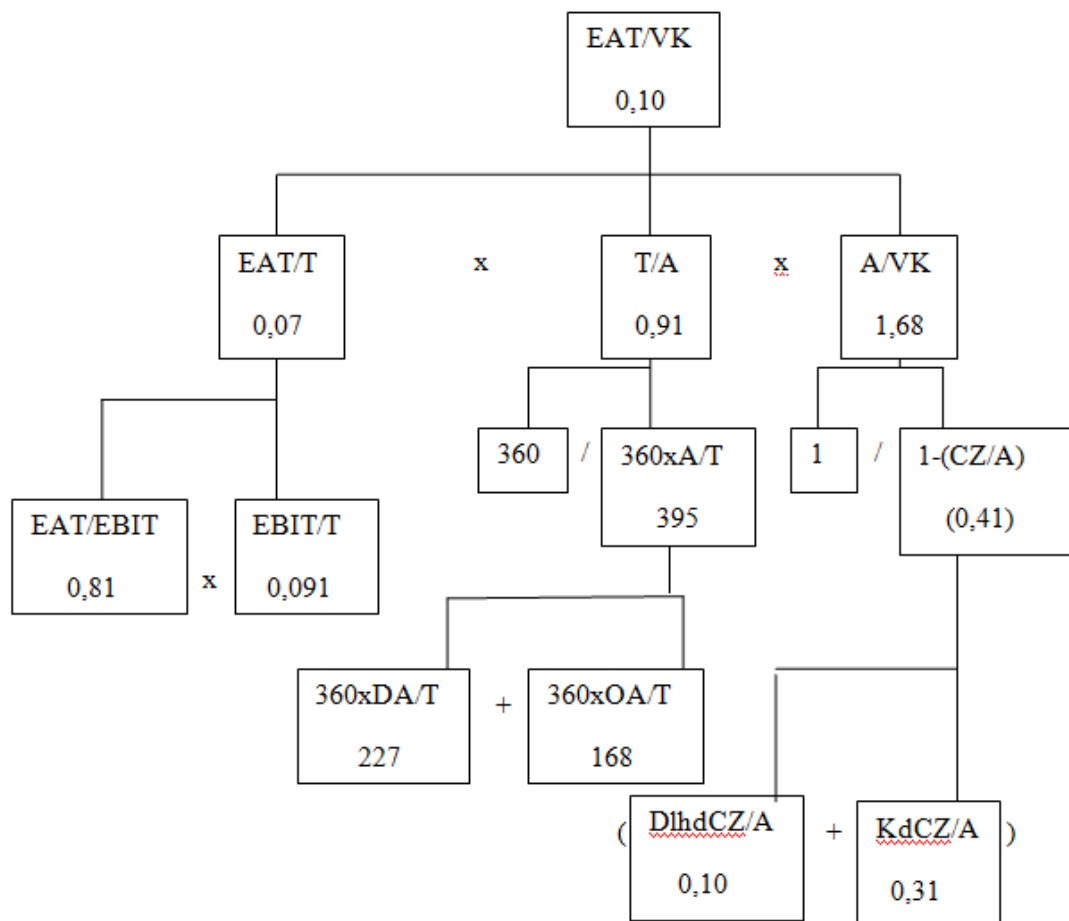 EAT/VK
0,10
EAT/T
0,07
x
T/A
0,91
x
A/VK
1,68
360
/
360xA/T
395
1
/
1-(CZ/A)
(0,41)
EAT/EBIT
0,81
x
EBIT/T
0,091
360xDA/T
227
+
360xOA/T
168
(
DlhdCZ/A
0,10
+
KdCZ/A
0,31
)